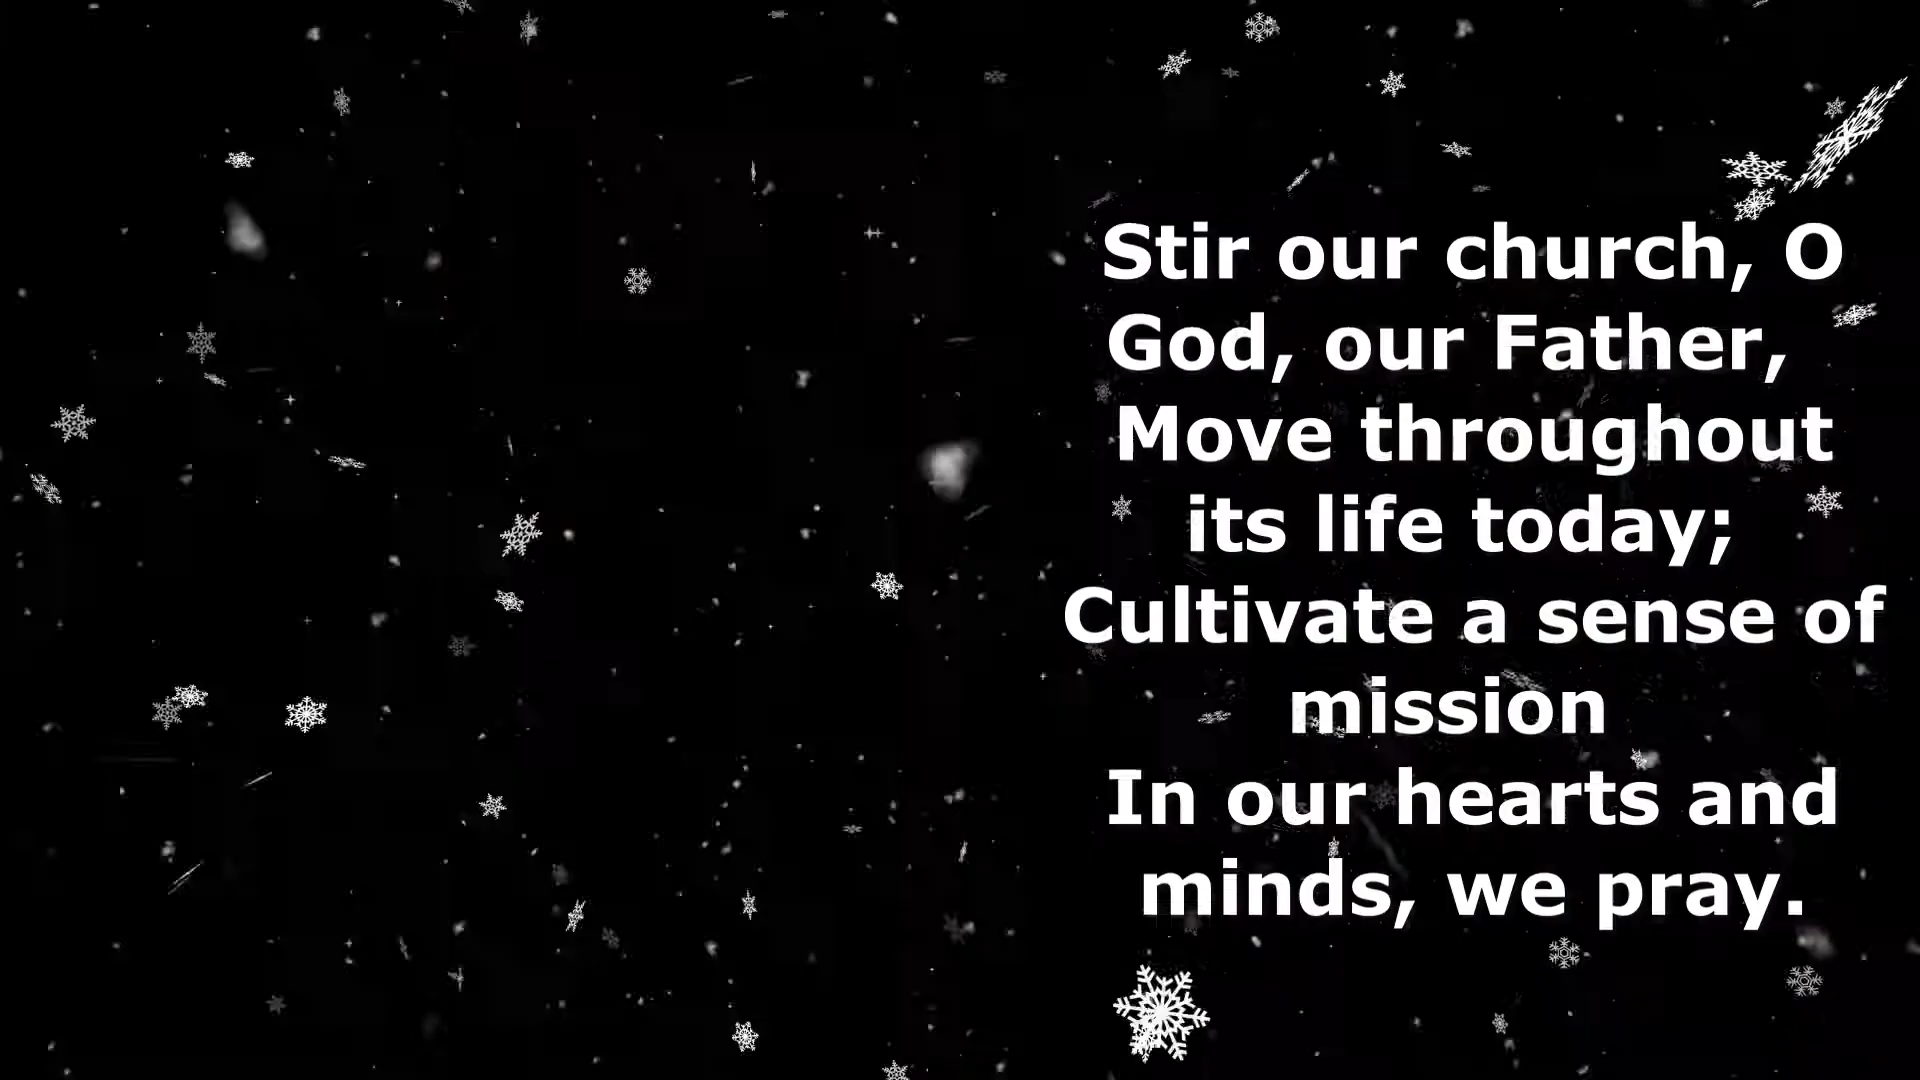 Stir our church, O
God, our Father,
Move throughout
its life today;
Cultivate a sense of
mission
In our hearts and
minds, we pray.